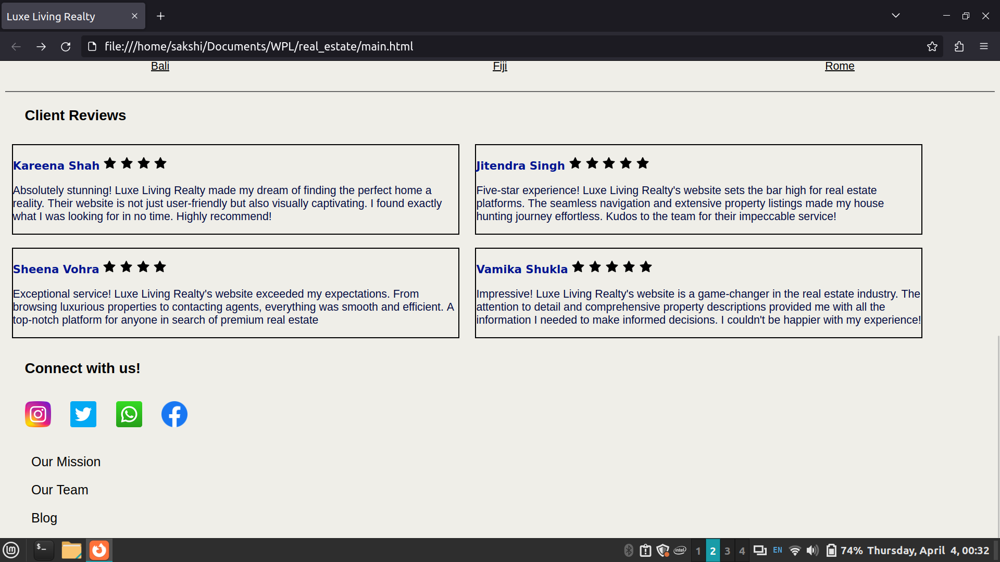 Luxe Living Realty
file:///home/sakshi/Documents/WPL/real_estate/main.html
Bali
Fiji
Rome
Client Reviews
Kareena Shah
Absolutely stunning! Luxe Living Realty made my dream of finding the perfect home a
reality. Their website is not just user-friendly but also visually captivating. I found exactly
what I was looking for in no time. Highly recommend!
Jitendra Singh
Five-star experience! Luxe Living Realty's website sets the bar high for real estate
platforms. The seamless navigation and extensive property listings made my house
hunting journey effortless. Kudos to the team for their impeccable service!
Sheena Vohra
Exceptional service! Luxe Living Realty's website exceeded my expectations. From
browsing luxurious properties to contacting agents, everything was smooth and efficient. A
top-notch platform for anyone in search of premium real estate
Vamika Shukla
Impressive! Luxe Living Realty's website is a game-changer in the real estate industry. The
attention to detail and comprehensive property descriptions provided me with all the
information I needed to make informed decisions. I couldn't be happier with my experience!
Connect with us!
Our Mission
Our Team
Blog
$_
intel
1 2 3 4
EN
74% Thursday, April 4, 00:32